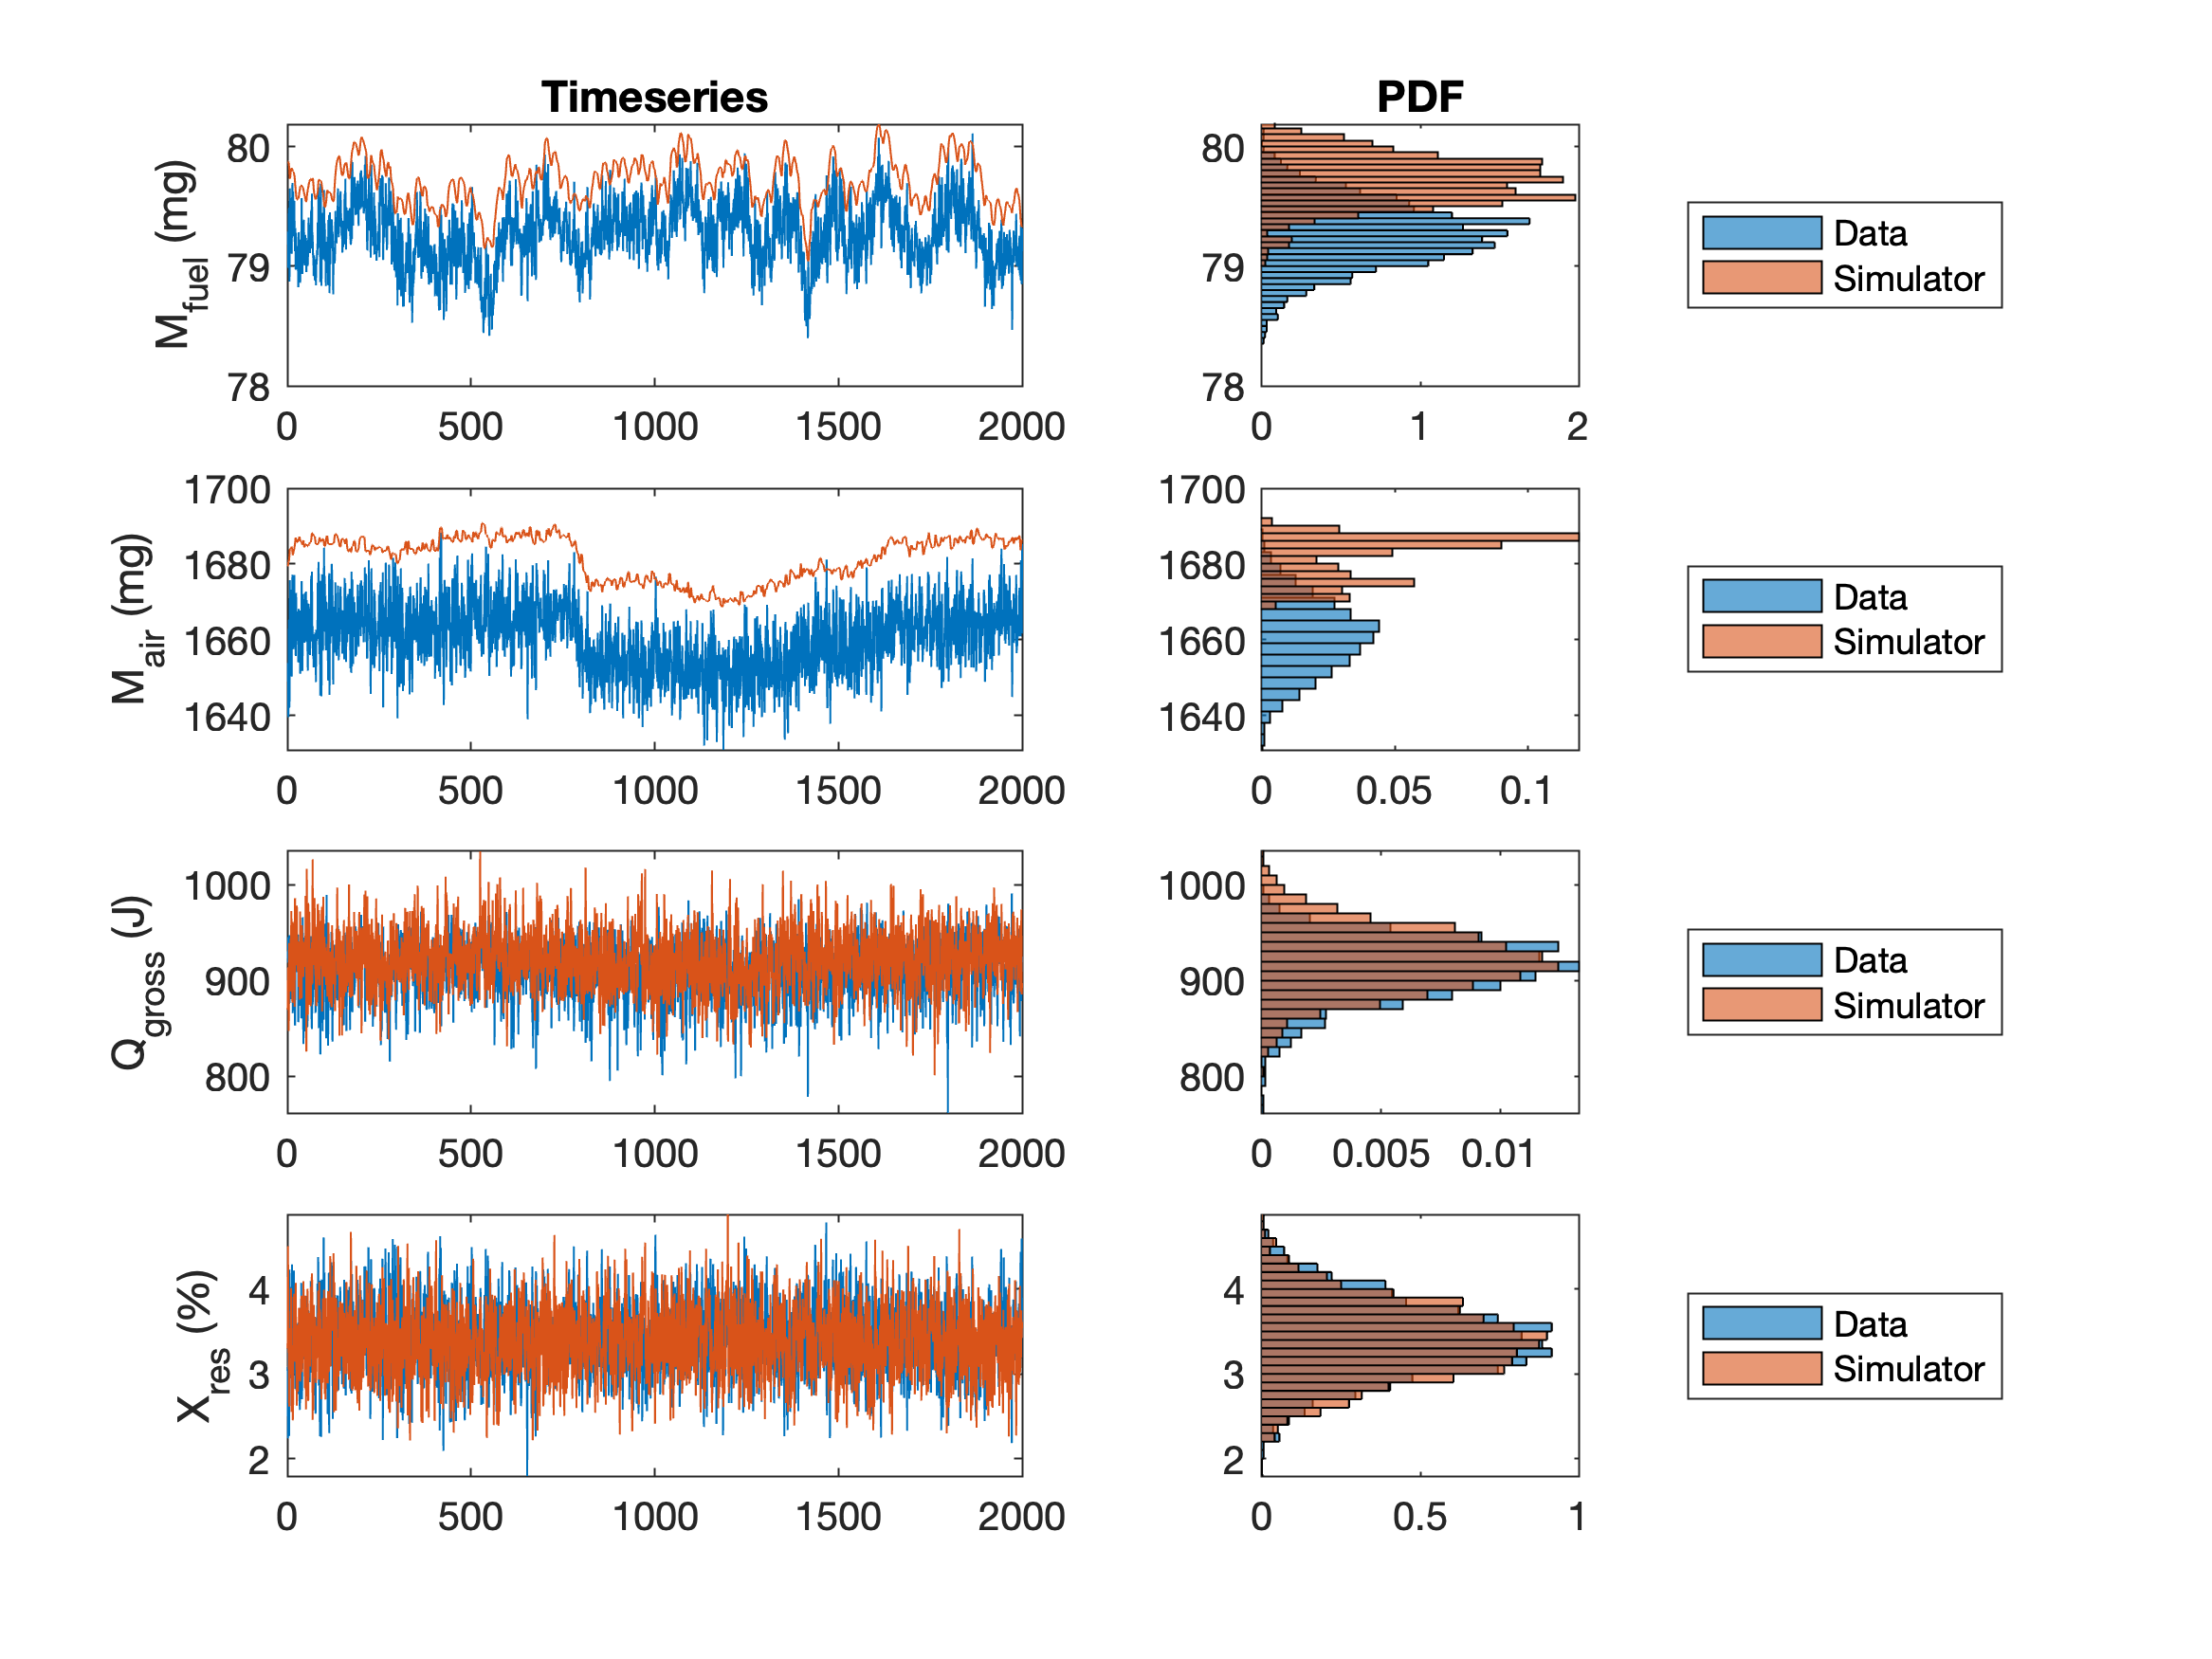 Timeseries PDF
M_fuel (mg)
80
79
78
0 500 1000 1500 2000
80
79
78
0 1 2
Data
Simulator
M_air (mg)
1700
1680
1660
1640
0 500 1000 1500 2000
1700
1680
1660
1640
0 0.05 0.1
Data
Simulator
Q_gross (J)
1000
900
800
0 500 1000 1500 2000
1000
900
800
0 0.005 0.01
Data
Simulator
X_res (%)
4
3
2
0 500 1000 1500 2000
4
3
2
0 0.5 1
Data
Simulator